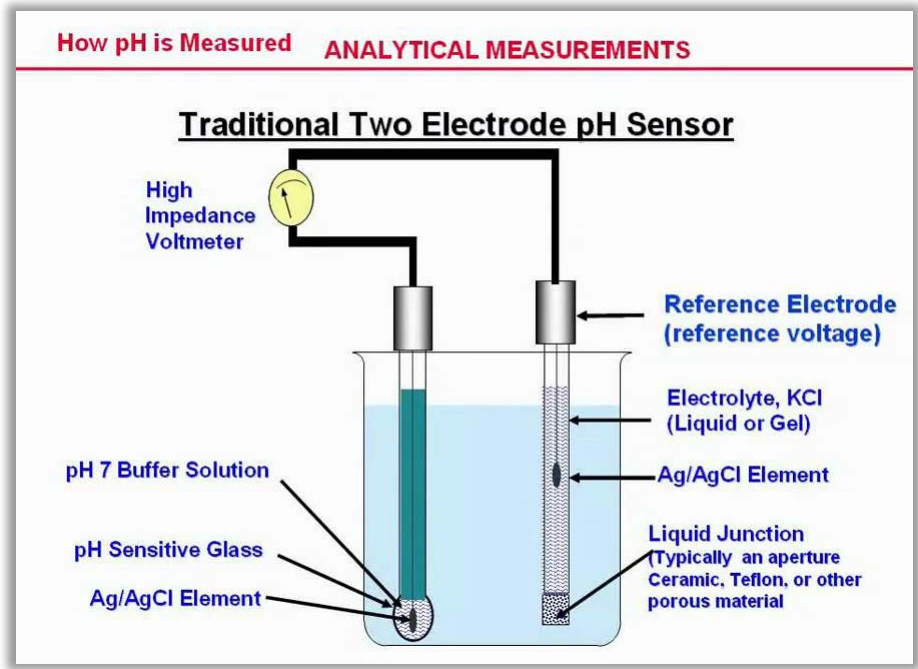 How pH is Measured
ANALYTICAL MEASUREMENTS
Traditional Two Electrode pH Sensor
High
Impedance
Voltmeter
Reference Electrode
(reference voltage)
Electrolyte, KCl
(Liquid or Gel)
pH 7 Buffer Solution
Ag/AgCl Element
pH Sensitive Glass
Liquid Junction
(Typically an aperture
Ceramic, Teflon, or other
porous material
Ag/AgCl Element